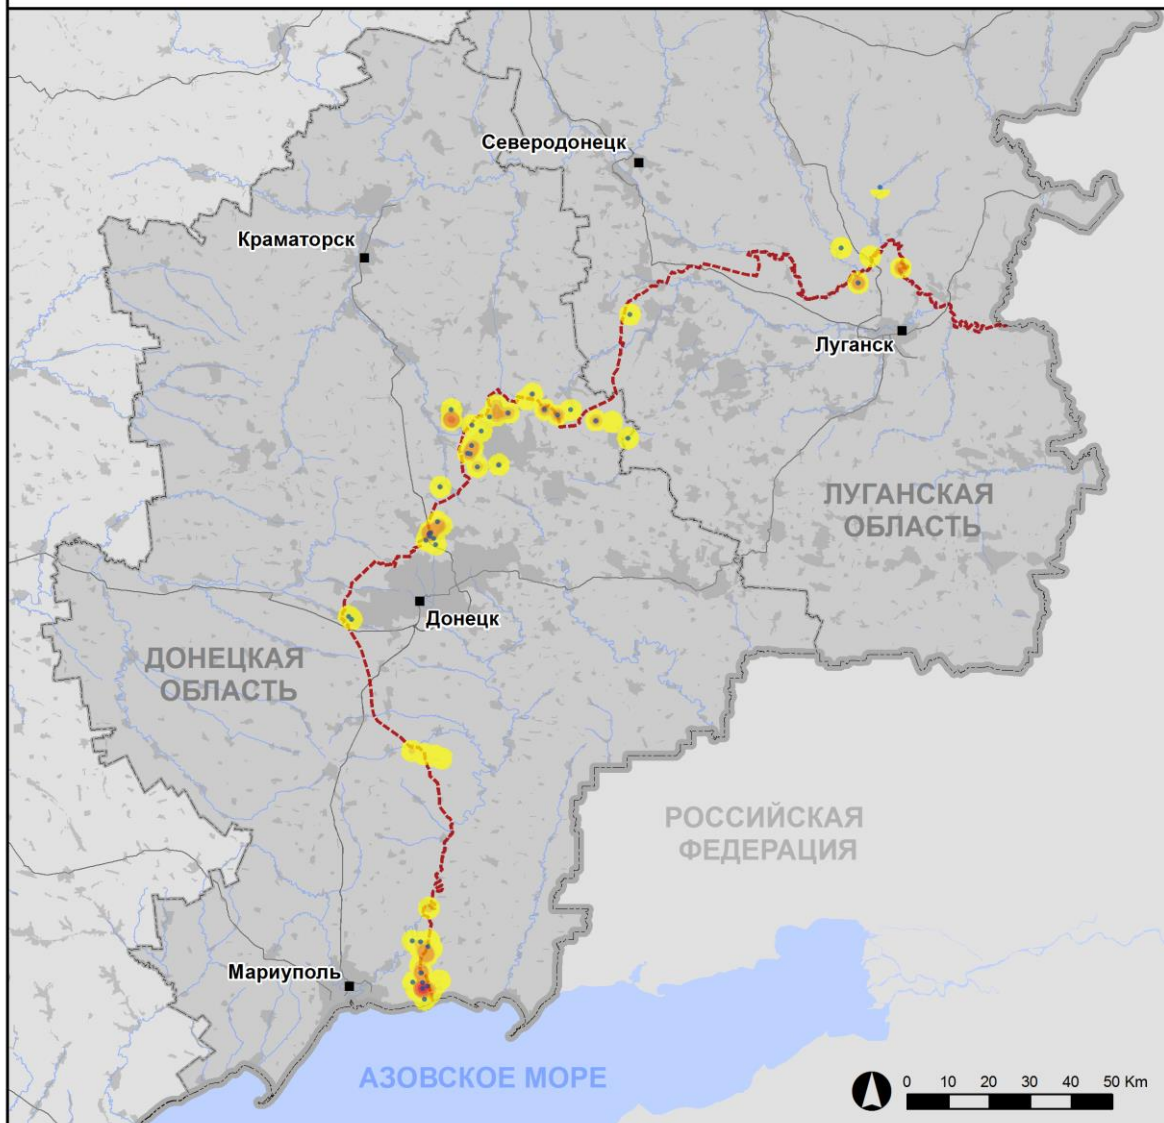 Северодонецк
Краматорск
Луганск
ЛУГАНСКАЯ
ОБЛАСТЬ
Донецк
ДОНЕЦКАЯ
ОБЛАСТЬ
РОССИЙСКАЯ
ФЕДЕРАЦИЯ
Мариуполь
АЗОВСКОЕ МОРЕ
0 10 20 30 40 50 Km